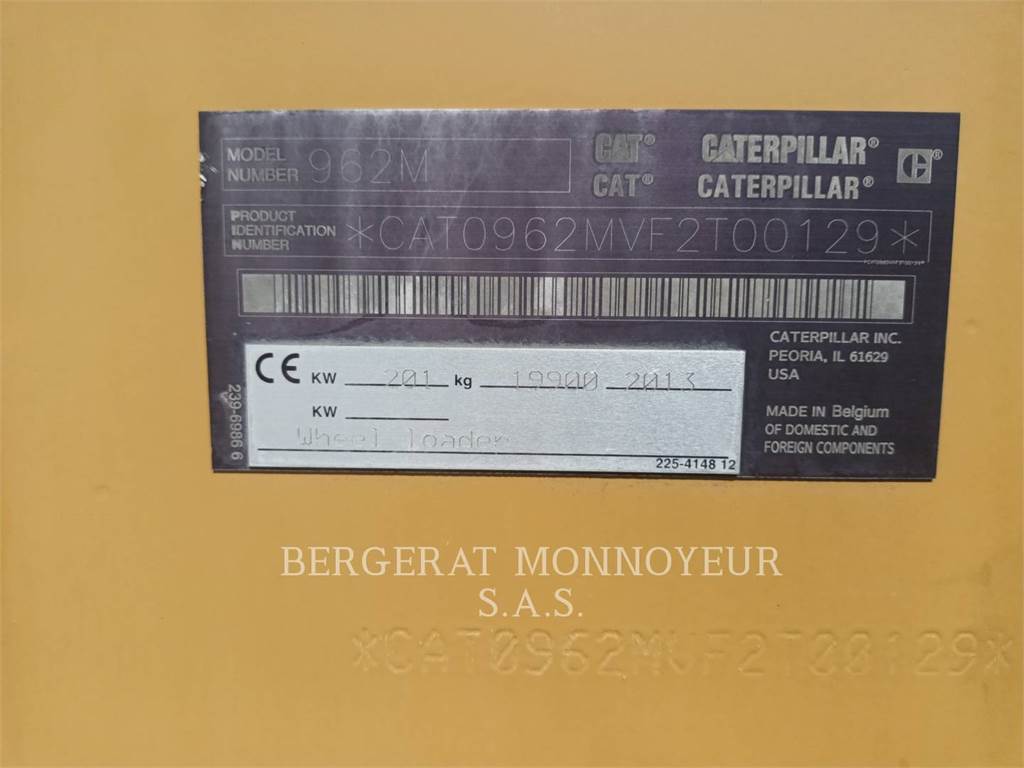 MODEL NUMBER 962M
CAT® CATERPILLAR®
CAT® CATERPILLAR®
PRODUCT IDENTIFICATION NUMBER *CAT0962MVF2T00129*
CATERPILLAR INC.
PEORIA, IL 61629
USA
CE KW 201 kg 19900 2013
KW
Wheel loader
225-4148 12
239-6986 6
MADE IN Belgium
OF DOMESTIC AND
FOREIGN COMPONENTS
BERGERAT MONNOYEUR
S.A.S.
*CAT0962MVF2T00129*